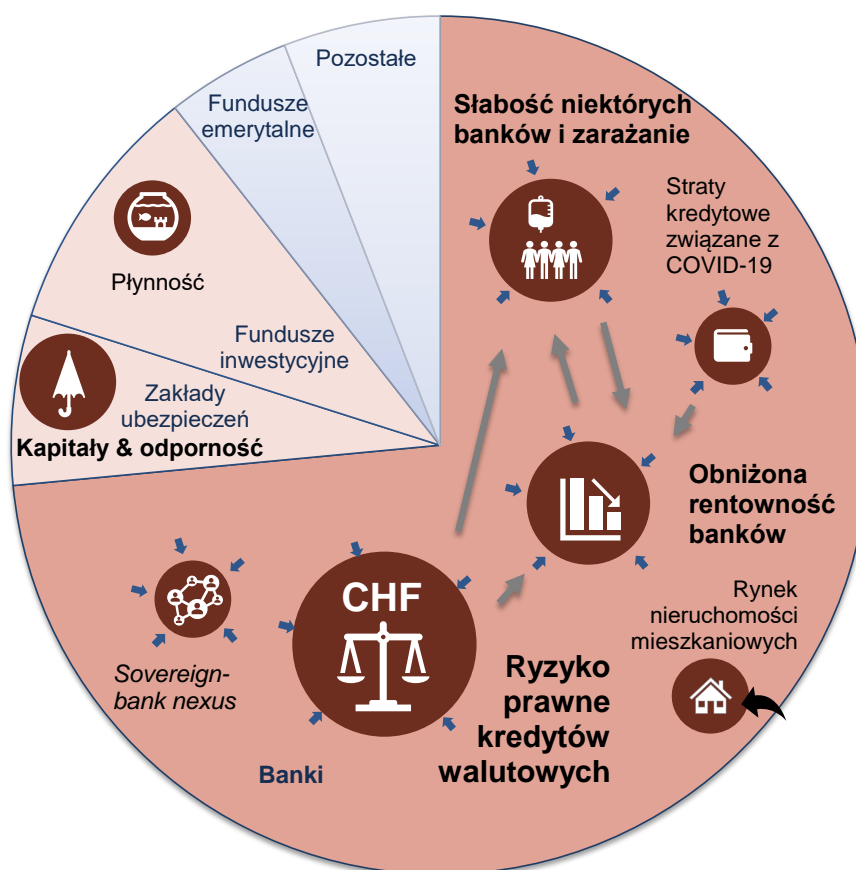 Pozostałe
Fundusze
emerytalne
Słabość niektórych
banków i zarażanie
Straty
kredytowe
związane z
COVID-19
Płynność
Fundusze
inwestycyjne
Zakłady
ubezpieczeń
Kapitały & odporność
Obniżona
rentowność
banków
CHF
Rynek
nieruchomości
mieszkaniowych
Sovereign-
bank nexus
Ryzyko
prawne
kredytów
walutowych
Banki